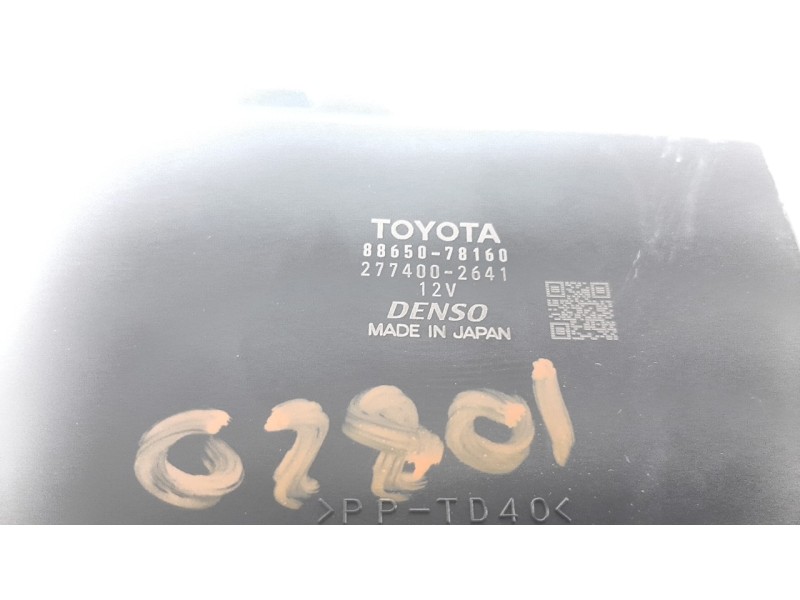 TOYOTA
88650-78160
277400-2641
12V
DENSO
MADE IN JAPAN
02801
>PP-TD40<